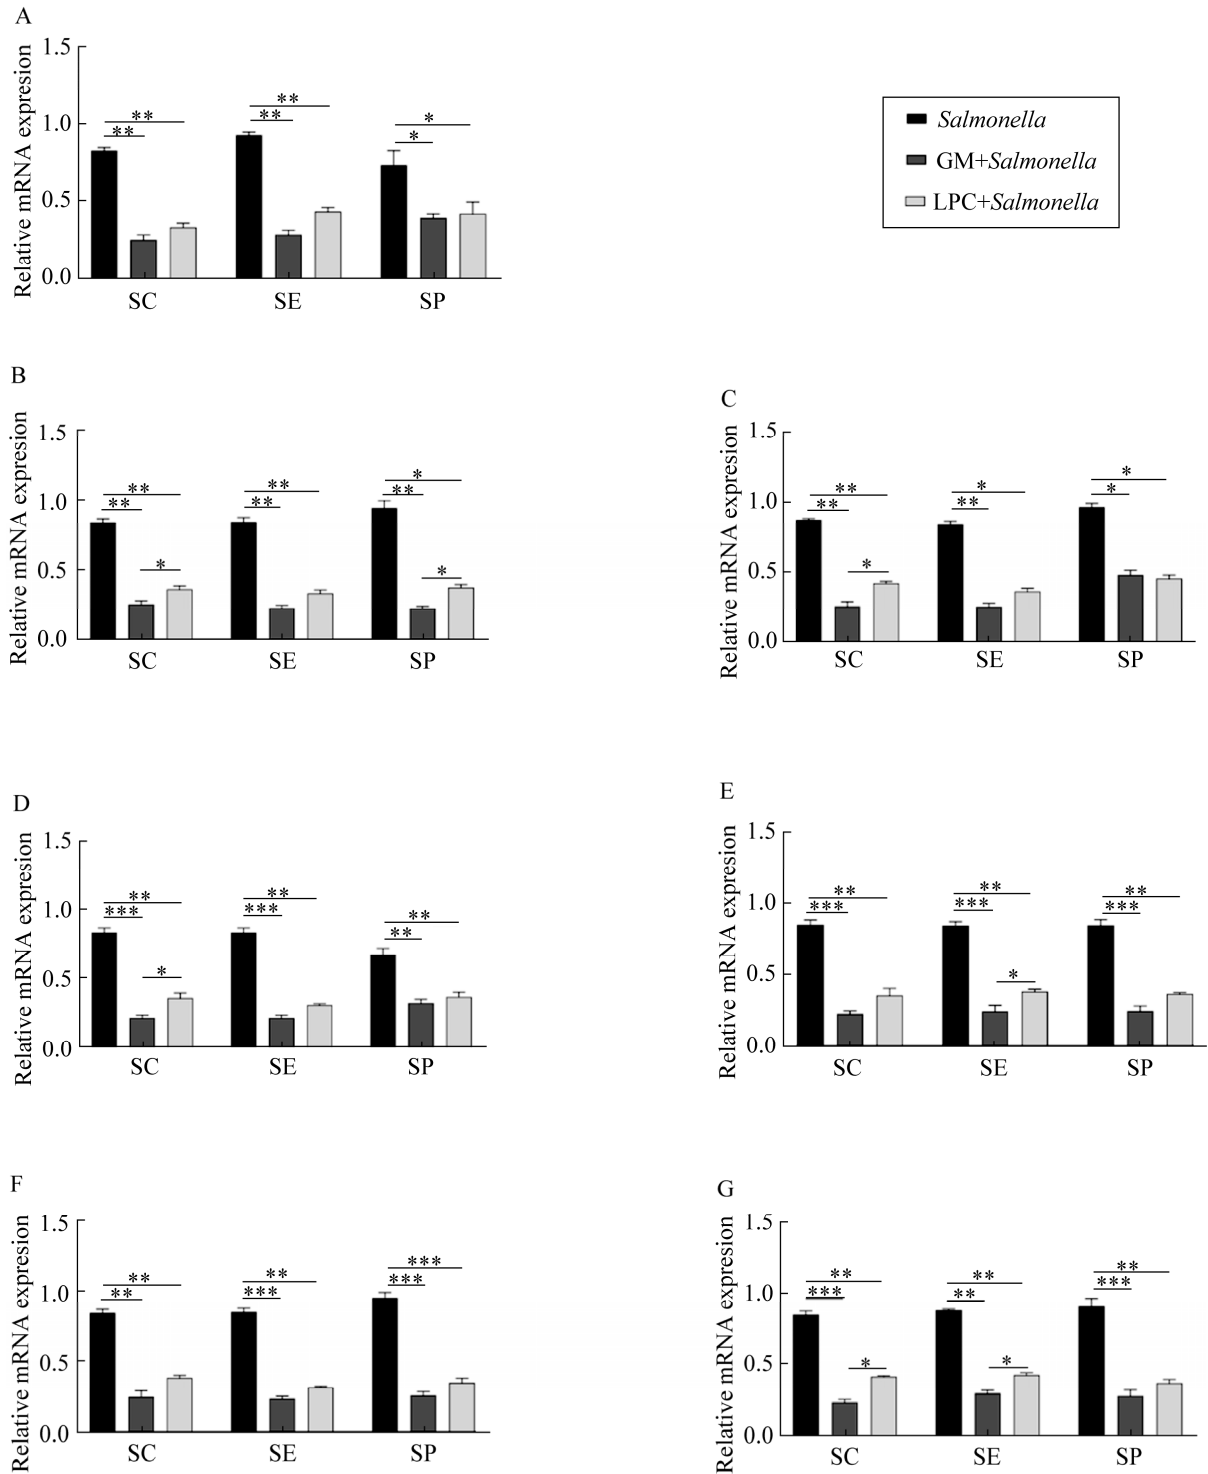 A
Relative mRNA expresion
1.5
1.0
0.5
0.0
** ** ** ** * *
SC SE SP
Salmonella
GM+Salmonella
LPC+Salmonella
B
Relative mRNA expresion
1.5
1.0
0.5
0.0
** ** * ** ** * ** *
SC SE SP
C
Relative mRNA expresion
1.5
1.0
0.5
0.0
** ** * * ** * *
SC SE SP
D
Relative mRNA expresion
1.5
1.0
0.5
0.0
** *** * ** *** ** **
SC SE SP
E
Relative mRNA expresion
1.5
1.0
0.5
0.0
** *** ** *** * ** ***
SC SE SP
F
Relative mRNA expresion
1.5
1.0
0.5
0.0
** ** ** *** *** ***
SC SE SP
G
Relative mRNA expresion
1.5
1.0
0.5
0.0
** *** * ** ** * ** ***
SC SE SP